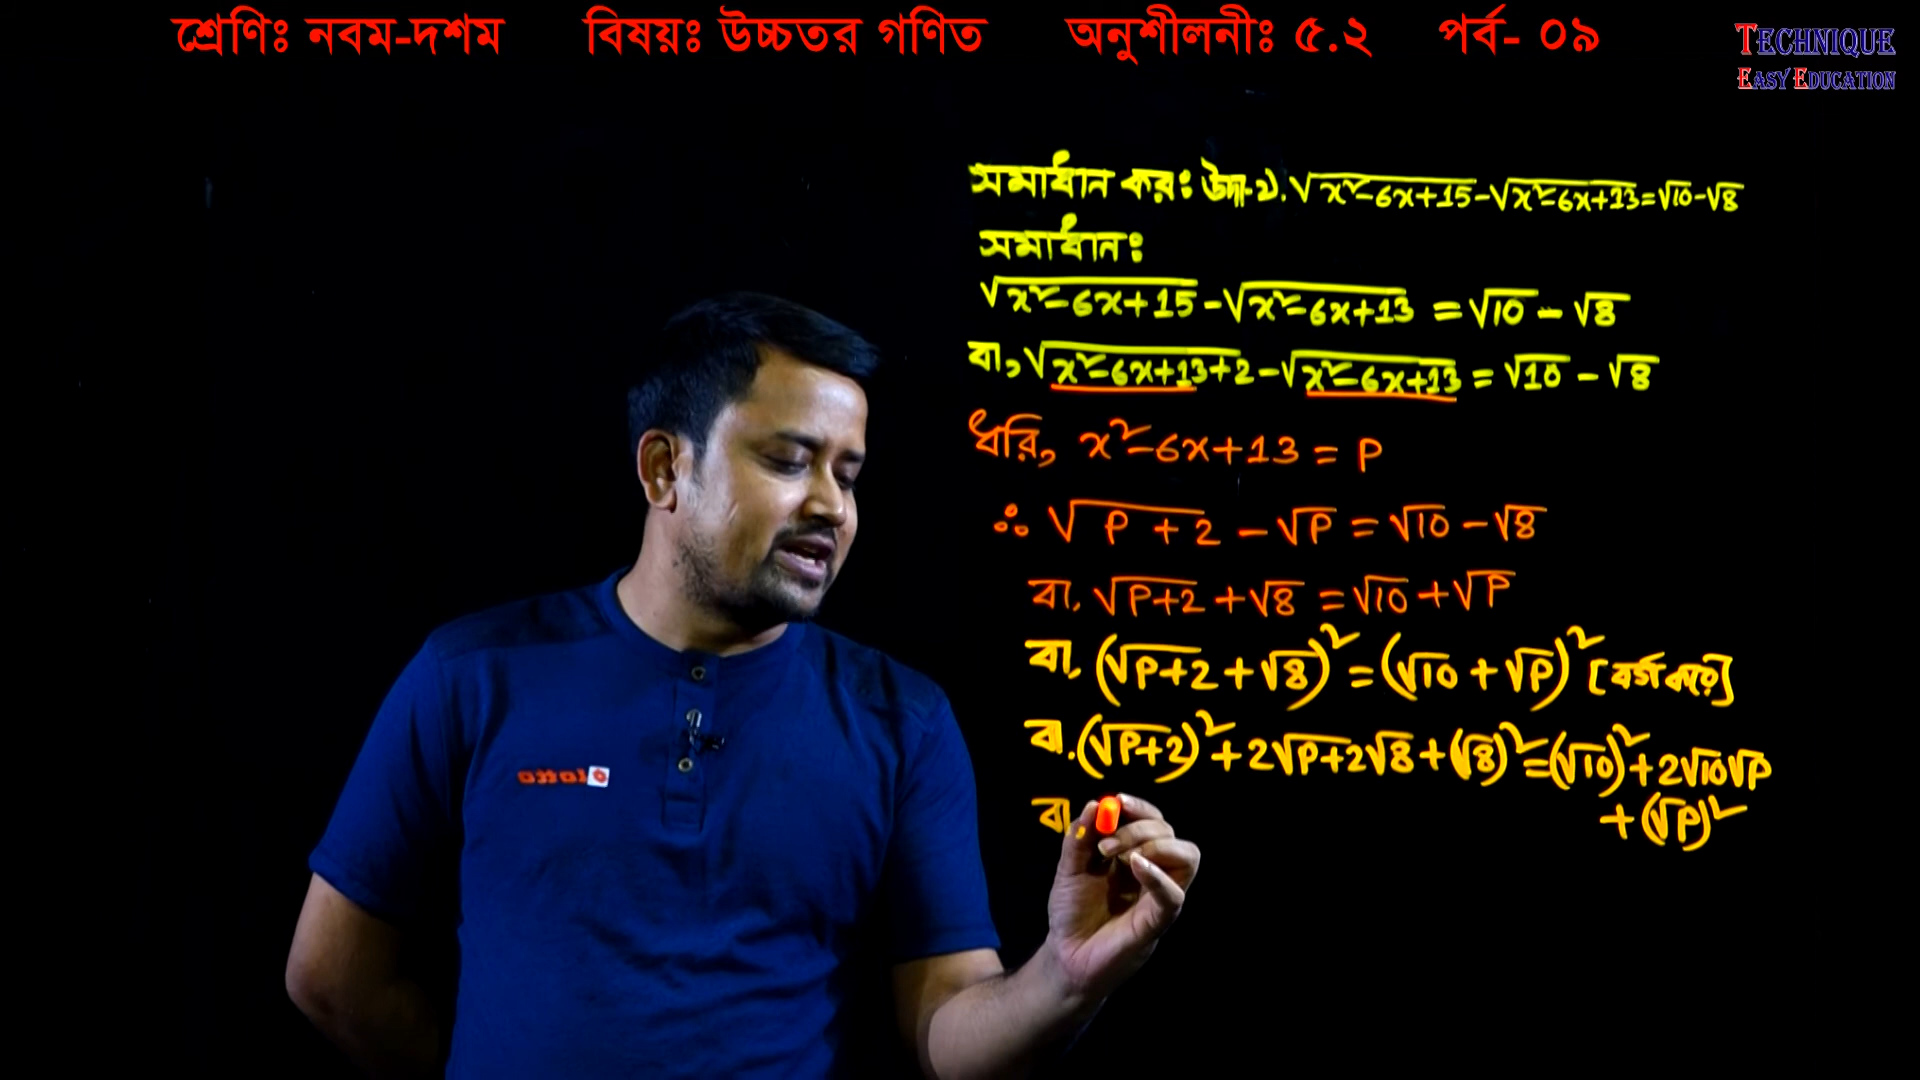 শ্রেণিঃ নবম-দশম বিষয়ঃ উচ্চতর গণিত অনুশীলনীঃ ৫.২ পর্ব- ০৯
TECHNIQUE
EASY EDUCATION
সমাধান করঃ উদা-১. √(x²-6x+15) - √(x²-6x+13) = √10 - √8
সমাধানঃ
√(x²-6x+15) - √(x²-6x+13) = √10 - √8
বা, √(x²-6x+13+2) - √(x²-6x+13) = √10 - √8
ধরি, x²-6x+13 = P
∴ √(P+2) - √P = √10 - √8
বা, √(P+2) + √8 = √10 + √P
বা, (√(P+2) + √8)² = (√10 + √P)² [বর্গ করে]
বা, (√(P+2))² + 2√(P+2)√8 + (√8)² = (√10)² + 2√10√P
+ (√P)²
বা,
lotto